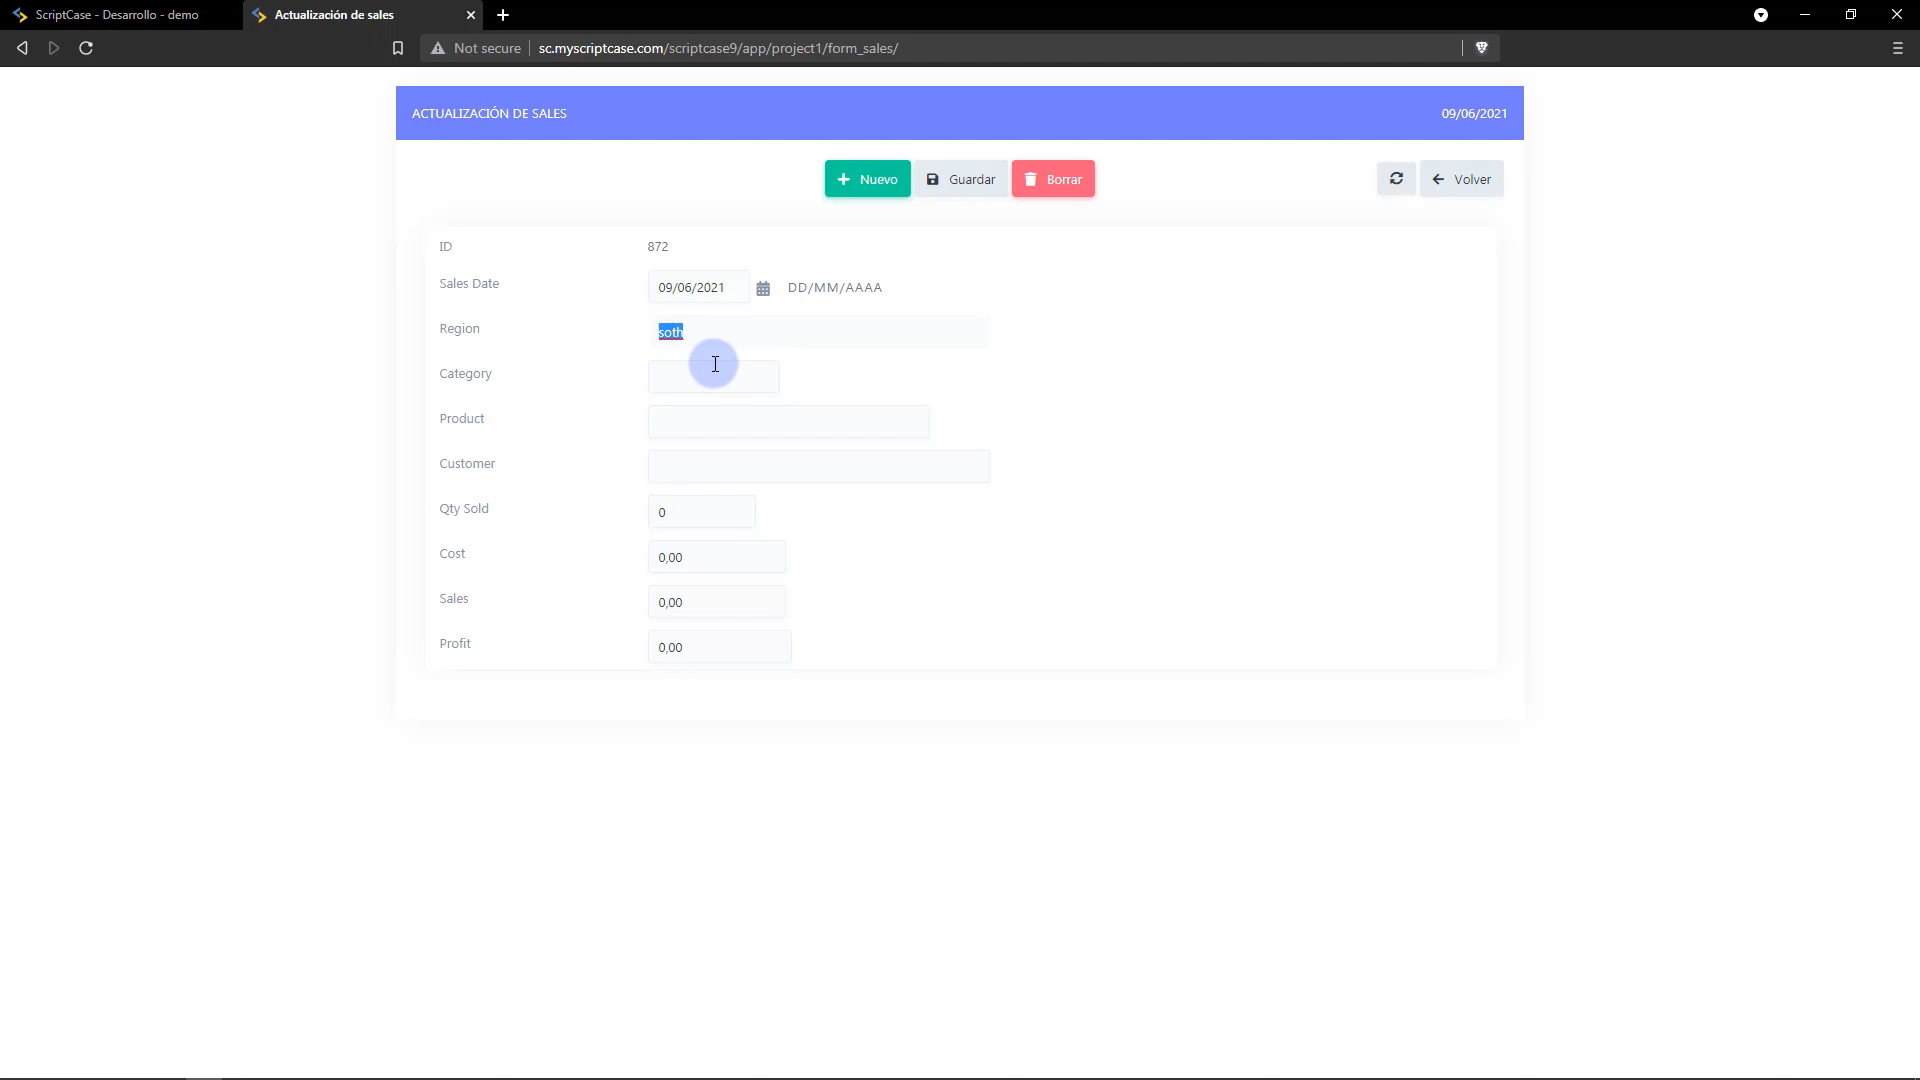 ScriptCase - Desarrollo - demo
Actualización de sales
Not secure
sc.myscriptcase.com/scriptcase9/app/project1/form_sales/
ACTUALIZACIÓN DE SALES
09/06/2021
Nuevo
Guardar
Borrar
Volver
ID
872
Sales Date
09/06/2021
DD/MM/AAAA
Region
soth
Category
Product
Customer
Qty Sold
0
Cost
0,00
Sales
0,00
Profit
0,00